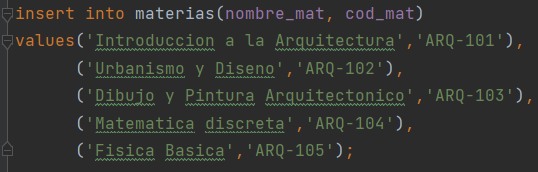 insert into materias(nombre_mat, cod_mat)
values('Introduccion a la Arquitectura','ARQ-101'),
('Urbanismo y Diseno','ARQ-102'),
('Dibujo y Pintura Arquitectonico','ARQ-103'),
('Matematica discreta','ARQ-104'),
('Fisica Basica','ARQ-105');